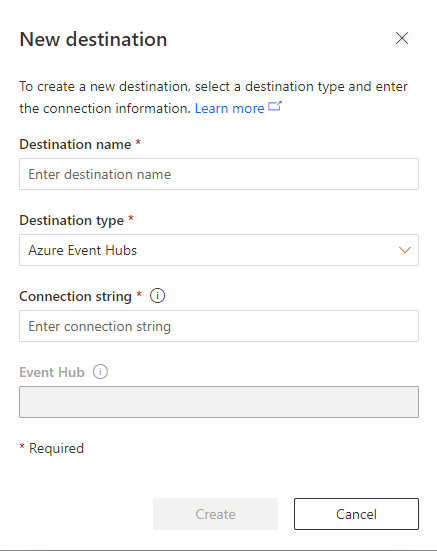 New destination
To create a new destination, select a destination type and enter
the connection information. Learn more
Destination name *
Enter destination name
Destination type *
Azure Event Hubs
Connection string *
Enter connection string
Event Hub
* Required
Create
Cancel